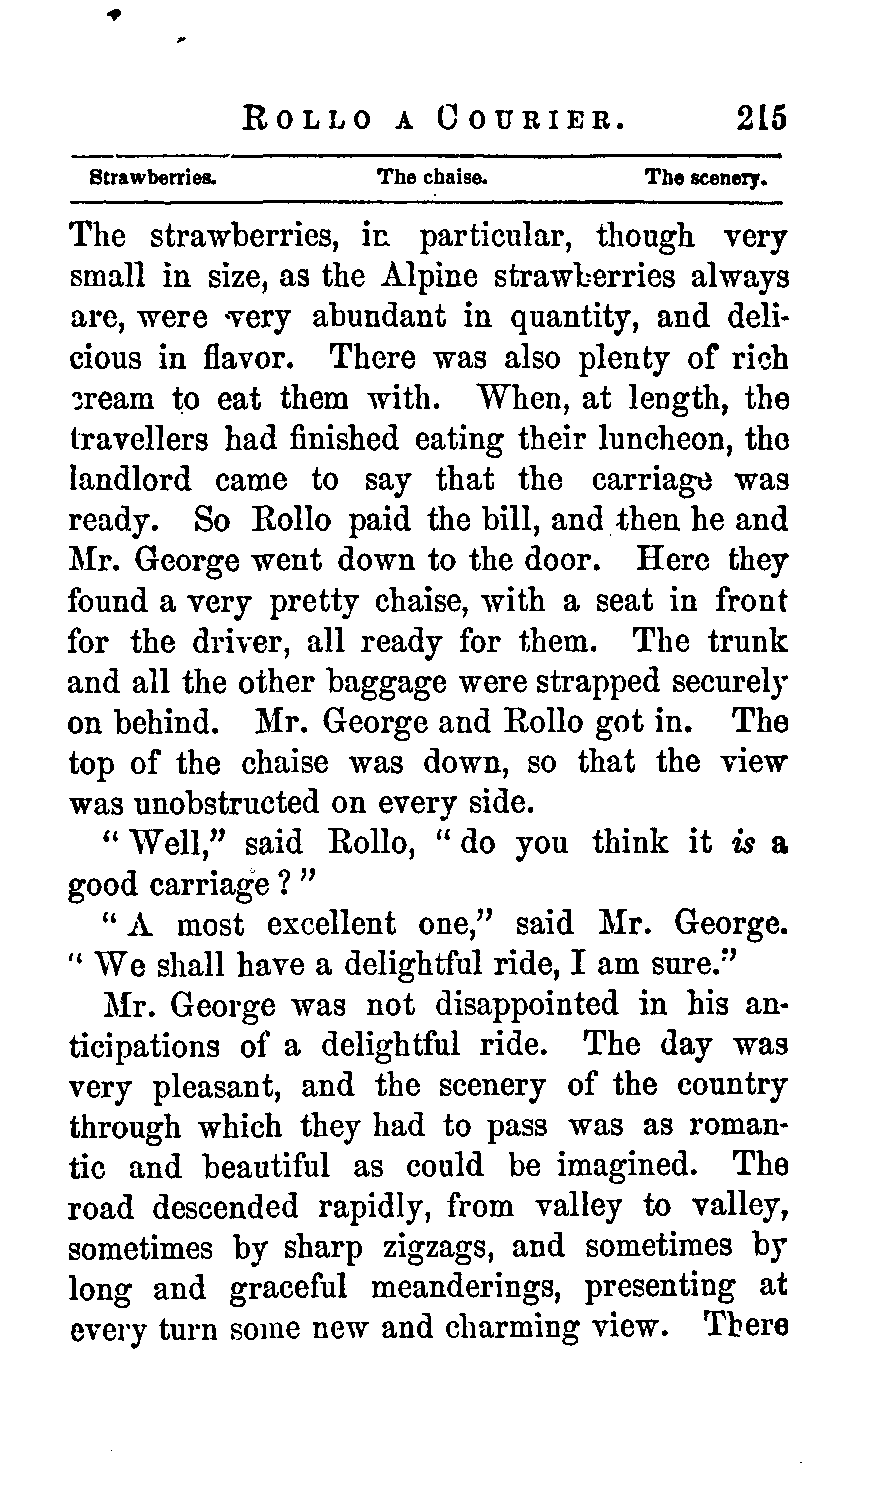 ROLLO A COURIER. 215
Strawberries. The chaise. The scenery.
The strawberries, in particular, though very
small in size, as the Alpine strawberries always
are, were very abundant in quantity, and deli-
cious in flavor. There was also plenty of rich
cream to eat them with. When, at length, the
travellers had finished eating their luncheon, the
landlord came to say that the carriage was
ready. So Rollo paid the bill, and then he and
Mr. George went down to the door. Here they
found a very pretty chaise, with a seat in front
for the driver, all ready for them. The trunk
and all the other baggage were strapped securely
on behind. Mr. George and Rollo got in. The
top of the chaise was down, so that the view
was unobstructed on every side.
“Well,” said Rollo, “do you think it is a
good carriage?”
“A most excellent one,” said Mr. George.
“We shall have a delightful ride, I am sure.”
Mr. George was not disappointed in his an-
ticipations of a delightful ride. The day was
very pleasant, and the scenery of the country
through which they had to pass was as roman-
tic and beautiful as could be imagined. The
road descended rapidly, from valley to valley,
sometimes by sharp zigzags, and sometimes by
long and graceful meanderings, presenting at
every turn some new and charming view. There